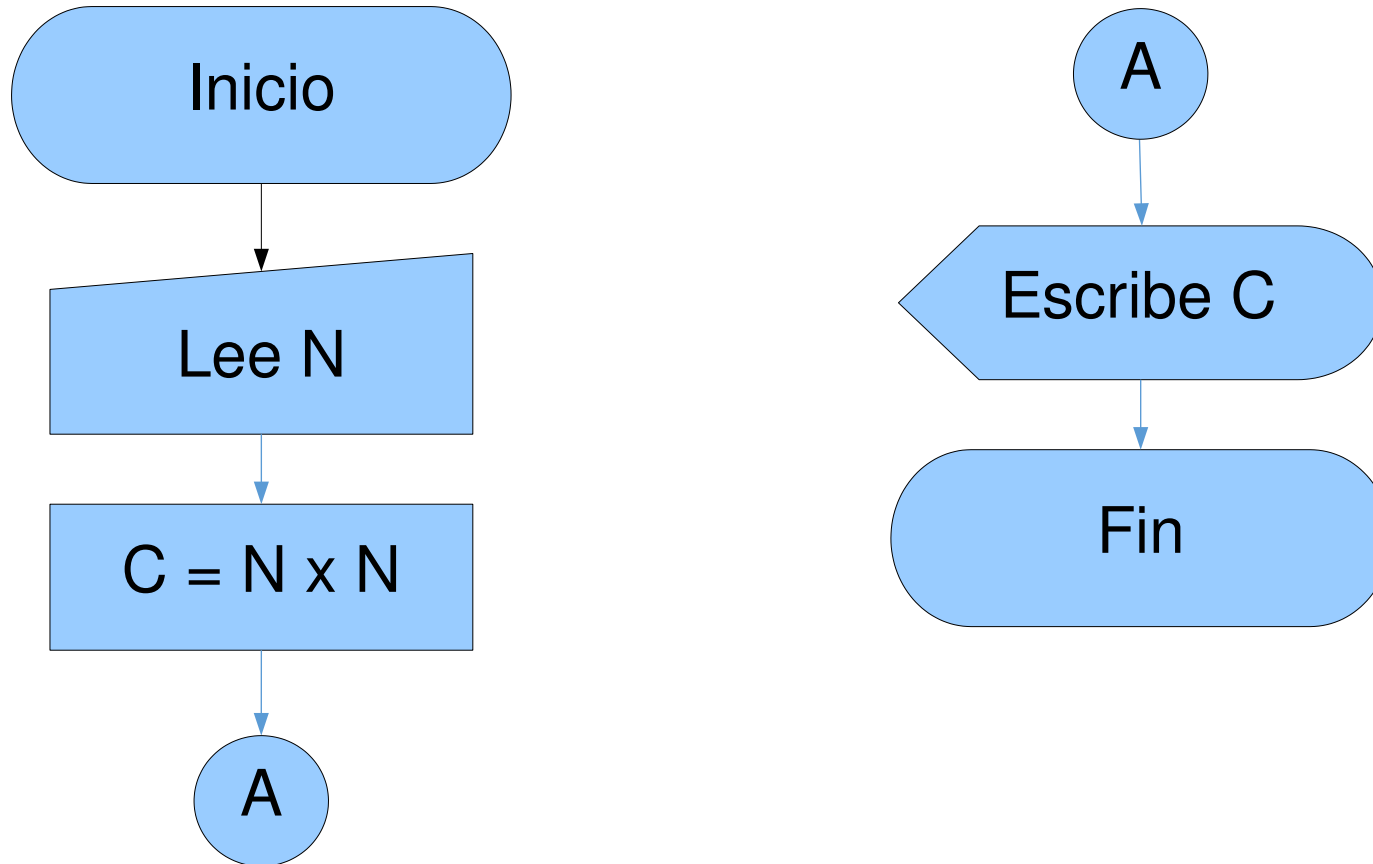 Inicio
Lee N
C = N x N
A
A
Escribe C
Fin